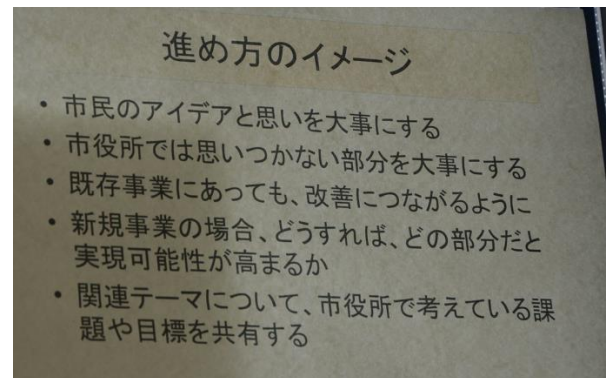 進め方のイメージ
・市民のアイデアと思いを大事にする
・市役所では思いつかない部分を大事にする
・既存事業にあっても、改善につながるように
・新規事業の場合、どうすれば、どの部分だと
実現可能性が高まるか
・関連テーマについて、市役所で考えている課
題や目標を共有する